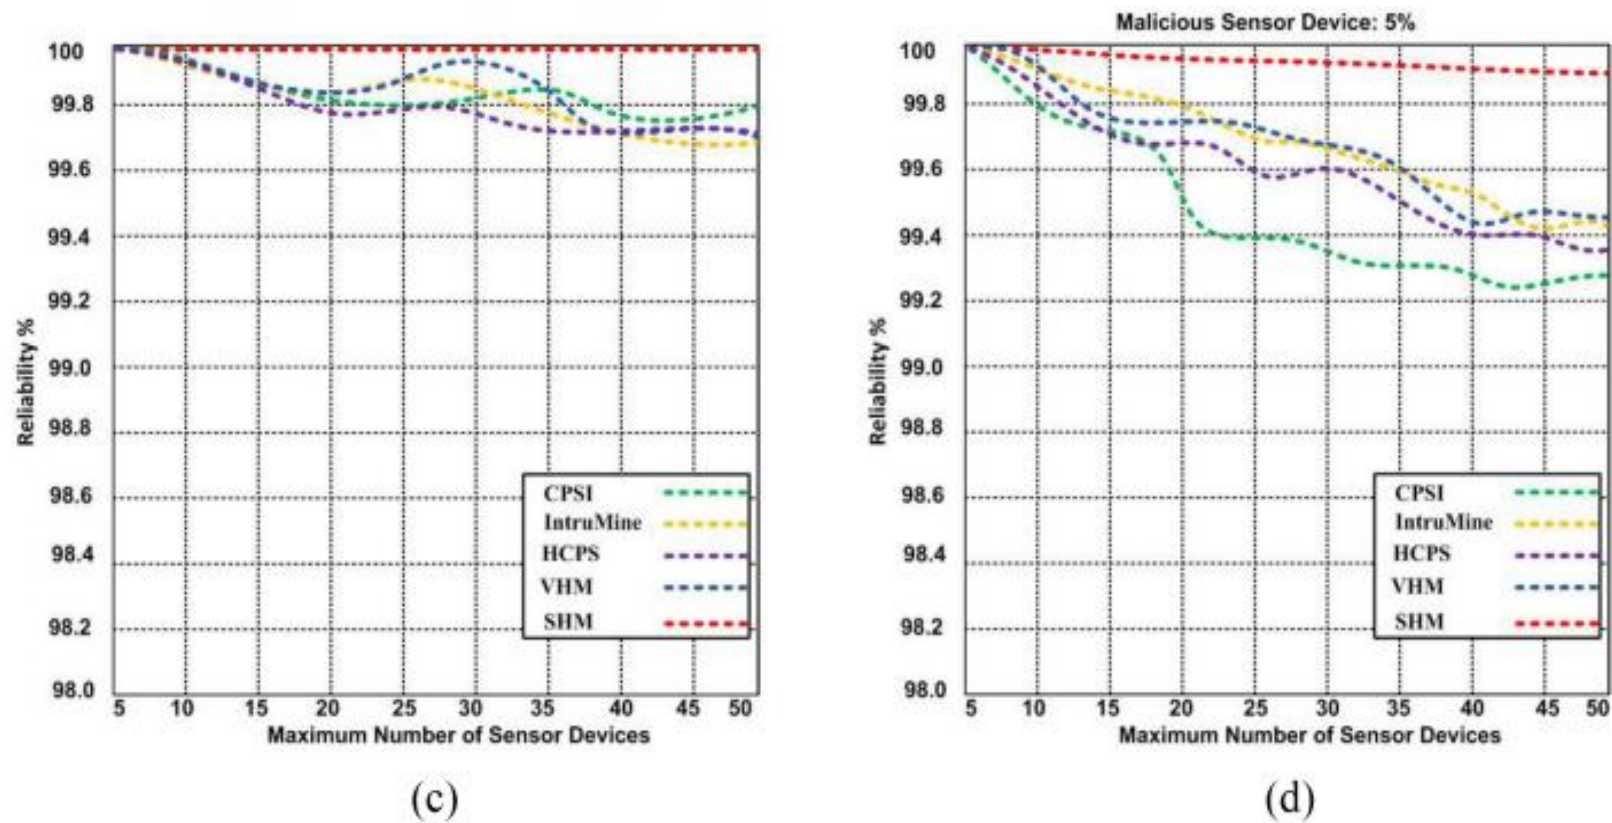 100
99.8
99.6
99.4
99.2
99.0
98.8
98.6
98.4
98.2
98.0
Reliability %
CPSI
IntruMine
HCPS
VHM
SHM
5 10 15 20 25 30 35 40 45 50
Maximum Number of Sensor Devices
(c)
Malicious Sensor Device: 5%
100
99.8
99.6
99.4
99.2
99.0
98.8
98.6
98.4
98.2
98.0
Reliability %
CPSI
IntruMine
HCPS
VHM
SHM
5 10 15 20 25 30 35 40 45 50
Maximum Number of Sensor Devices
(d)